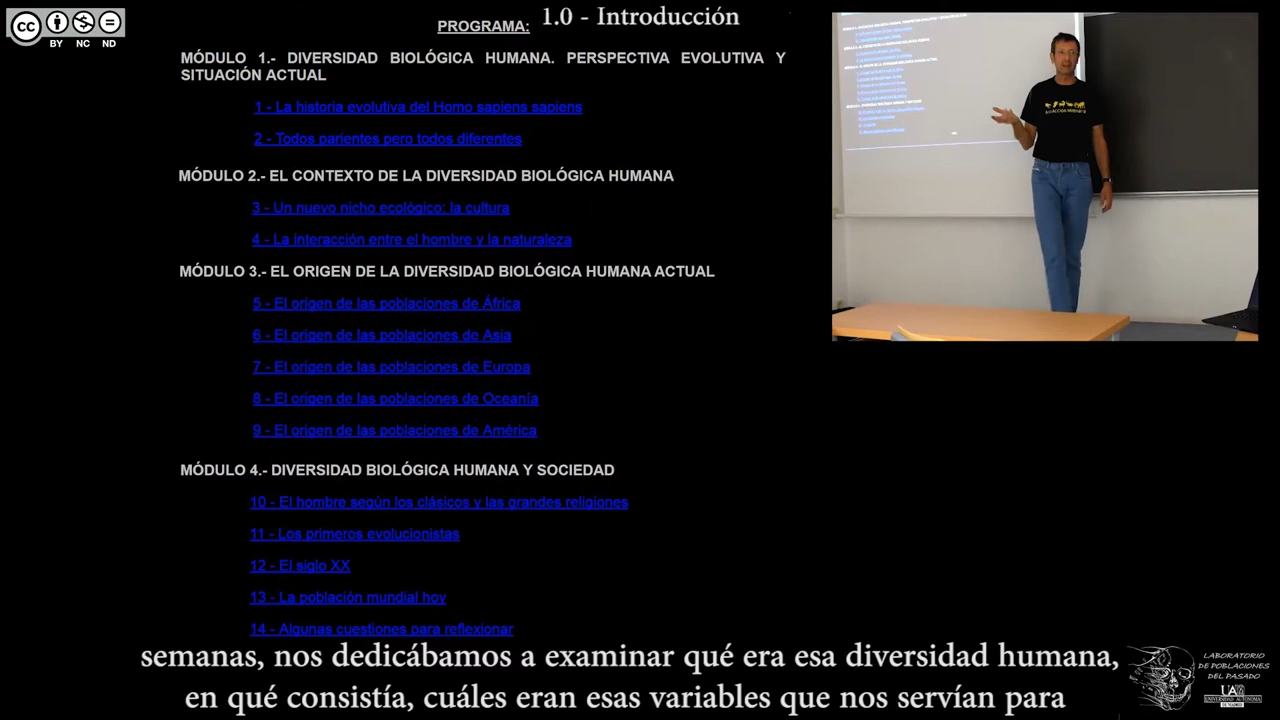 CC
BY NC ND
PROGRAMA:
1.0 - Introducción
MODULO 1.- DIVERSIDAD BIOLÓGICA HUMANA. PERSPECTIVA EVOLUTIVA Y
SITUACIÓN ACTUAL
1 - La historia evolutiva del Homo sapiens sapiens
2 - Todos parientes pero todos diferentes
MÓDULO 2.- EL CONTEXTO DE LA DIVERSIDAD BIOLÓGICA HUMANA
3 - Un nuevo nicho ecológico: la cultura
4 - La interacción entre el hombre y la naturaleza
MÓDULO 3.- EL ORIGEN DE LA DIVERSIDAD BIOLÓGICA HUMANA ACTUAL
5 - El origen de las poblaciones de África
6 - El origen de las poblaciones de Asia
7 - El origen de las poblaciones de Europa
8 - El origen de las poblaciones de Oceanía
9 - El origen de las poblaciones de América
MÓDULO 4.- DIVERSIDAD BIOLÓGICA HUMANA Y SOCIEDAD
10 - El hombre según los clásicos y las grandes religiones
11 - Los primeros evolucionistas
12 - El siglo XX
13 - La población mundial hoy
14 - Algunas cuestiones para reflexionar
semanas, nos dedicábamos a examinar qué era esa diversidad humana,
en qué consistía, cuáles eran esas variables que nos servían para
LABORATORIO
DE POBLACIONES
DEL PASADO
UNIVERSIDAD AUTONOMA
DE MADRID